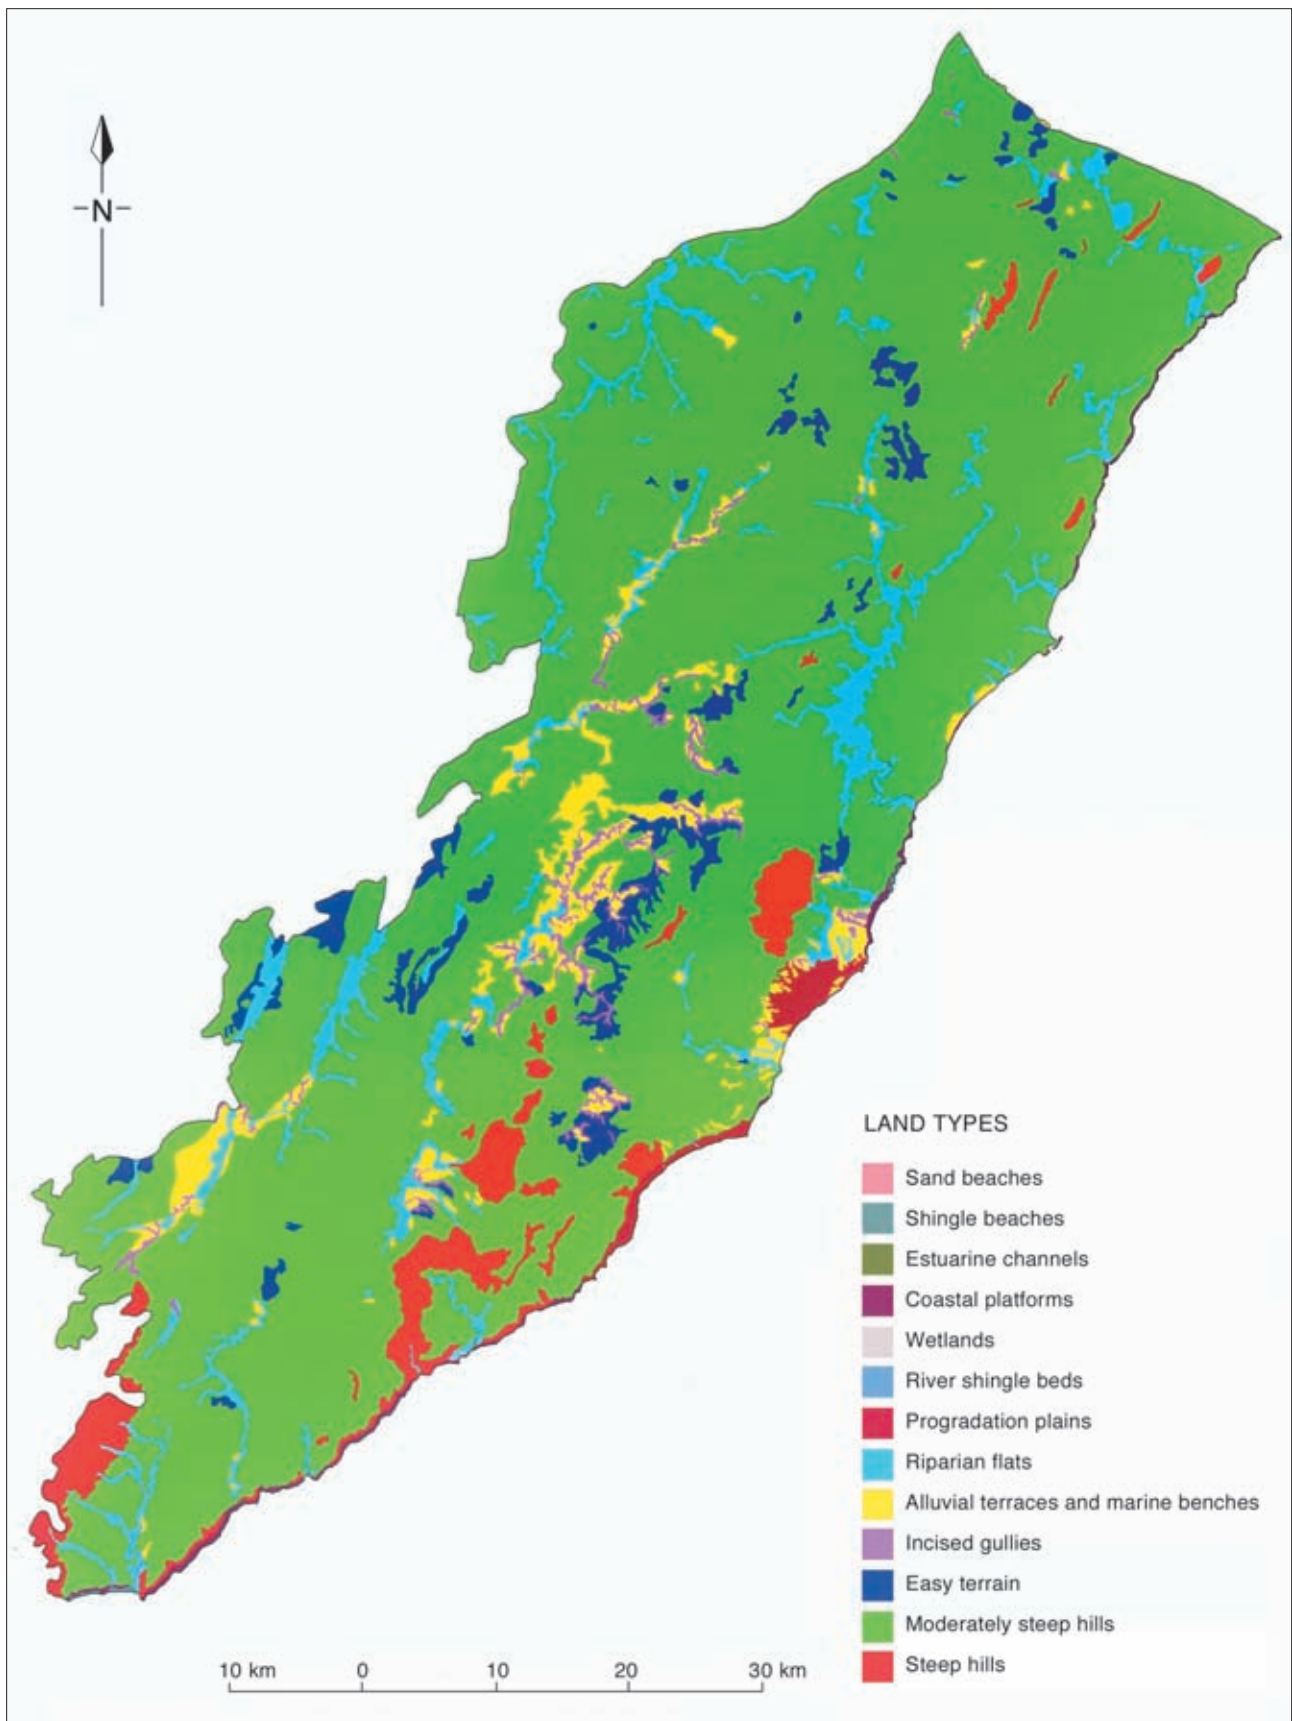 N
LAND TYPES
Sand beaches
Shingle beaches
Estuarine channels
Coastal platforms
Wetlands
River shingle beds
Progradation plains
Riparian flats
Alluvial terraces and marine benches
Incised gullies
Easy terrain
Moderately steep hills
Steep hills
10 km 0 10 20 30 km